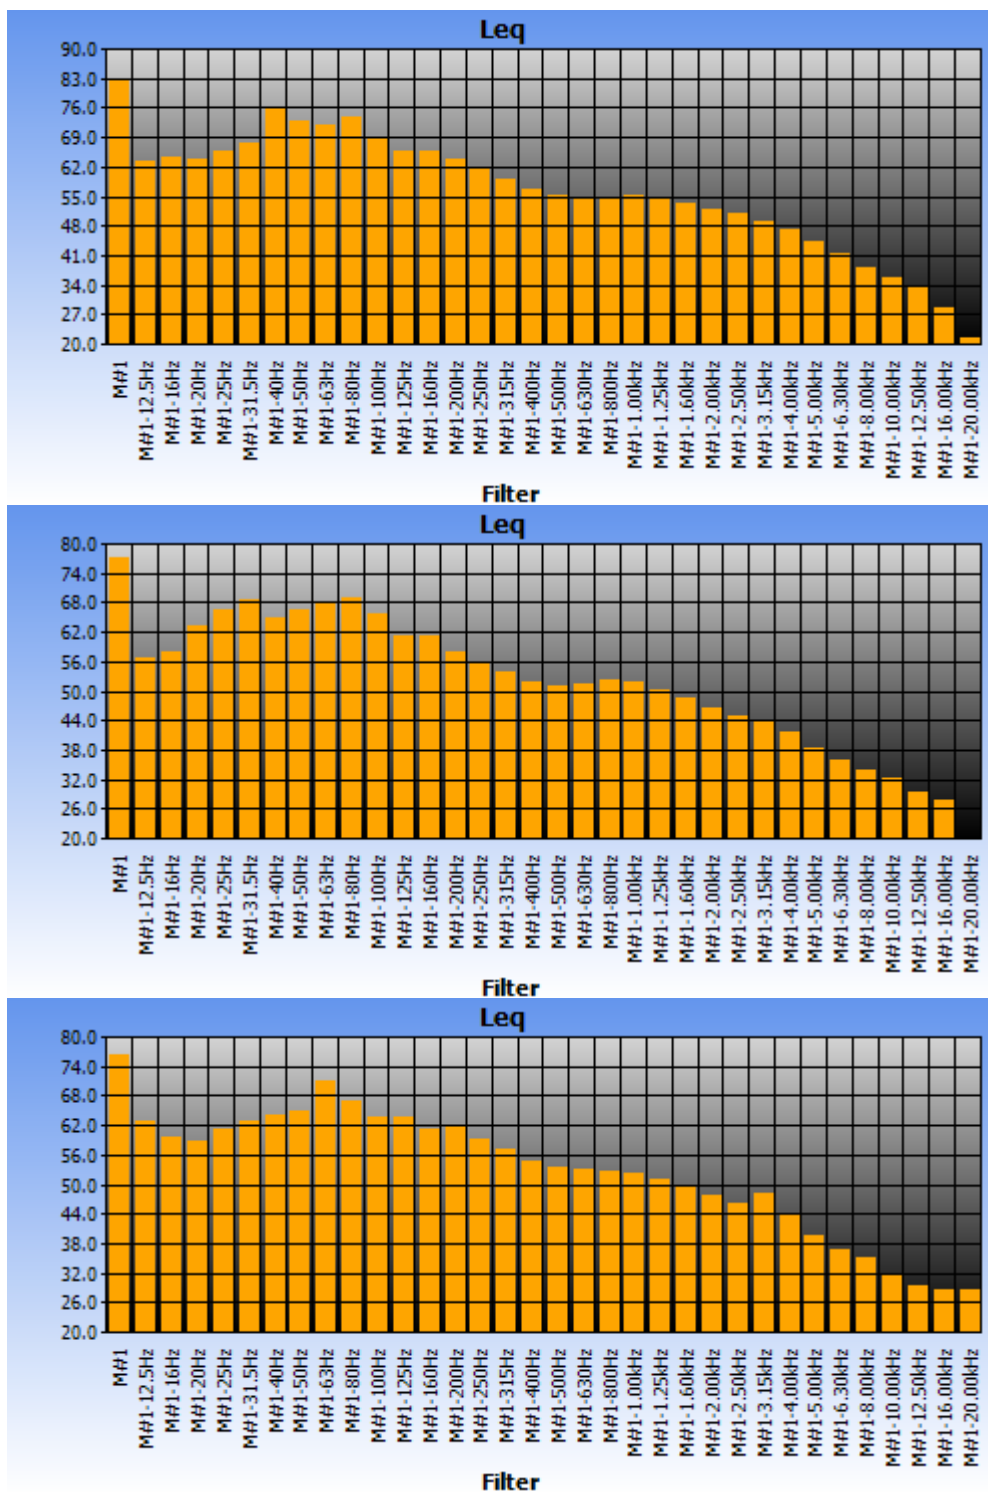 Leq
90.0
83.0
76.0
69.0
62.0
55.0
48.0
41.0
34.0
27.0
20.0
M#1
M#1-12.5Hz
M#1-16Hz
M#1-20Hz
M#1-25Hz
M#1-31.5Hz
M#1-40Hz
M#1-50Hz
M#1-63Hz
M#1-80Hz
M#1-100Hz
M#1-125Hz
M#1-160Hz
M#1-200Hz
M#1-250Hz
M#1-315Hz
M#1-400Hz
M#1-500Hz
M#1-630Hz
M#1-800Hz
M#1-1.00kHz
M#1-1.25kHz
M#1-1.60kHz
M#1-2.00kHz
M#1-2.50kHz
M#1-3.15kHz
M#1-4.00kHz
M#1-5.00kHz
M#1-6.30kHz
M#1-8.00kHz
M#1-10.00kHz
M#1-12.50kHz
M#1-16.00kHz
M#1-20.00kHz
Filter
Leq
80.0
74.0
68.0
62.0
56.0
50.0
44.0
38.0
32.0
26.0
20.0
M#1
M#1-12.5Hz
M#1-16Hz
M#1-20Hz
M#1-25Hz
M#1-31.5Hz
M#1-40Hz
M#1-50Hz
M#1-63Hz
M#1-80Hz
M#1-100Hz
M#1-125Hz
M#1-160Hz
M#1-200Hz
M#1-250Hz
M#1-315Hz
M#1-400Hz
M#1-500Hz
M#1-630Hz
M#1-800Hz
M#1-1.00kHz
M#1-1.25kHz
M#1-1.60kHz
M#1-2.00kHz
M#1-2.50kHz
M#1-3.15kHz
M#1-4.00kHz
M#1-5.00kHz
M#1-6.30kHz
M#1-8.00kHz
M#1-10.00kHz
M#1-12.50kHz
M#1-16.00kHz
M#1-20.00kHz
Filter
Leq
80.0
74.0
68.0
62.0
56.0
50.0
44.0
38.0
32.0
26.0
20.0
M#1
M#1-12.5Hz
M#1-16Hz
M#1-20Hz
M#1-25Hz
M#1-31.5Hz
M#1-40Hz
M#1-50Hz
M#1-63Hz
M#1-80Hz
M#1-100Hz
M#1-125Hz
M#1-160Hz
M#1-200Hz
M#1-250Hz
M#1-315Hz
M#1-400Hz
M#1-500Hz
M#1-630Hz
M#1-800Hz
M#1-1.00kHz
M#1-1.25kHz
M#1-1.60kHz
M#1-2.00kHz
M#1-2.50kHz
M#1-3.15kHz
M#1-4.00kHz
M#1-5.00kHz
M#1-6.30kHz
M#1-8.00kHz
M#1-10.00kHz
M#1-12.50kHz
M#1-16.00kHz
M#1-20.00kHz
Filter